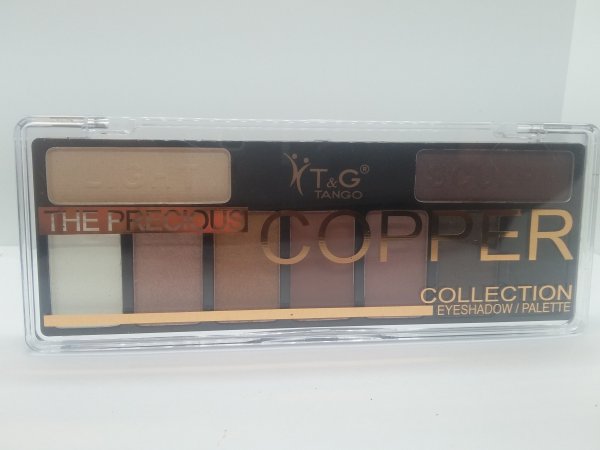 T&G®
TANGO
THE PRECIOUS
COPPER
COLLECTION
EYESHADOW / PALETTE